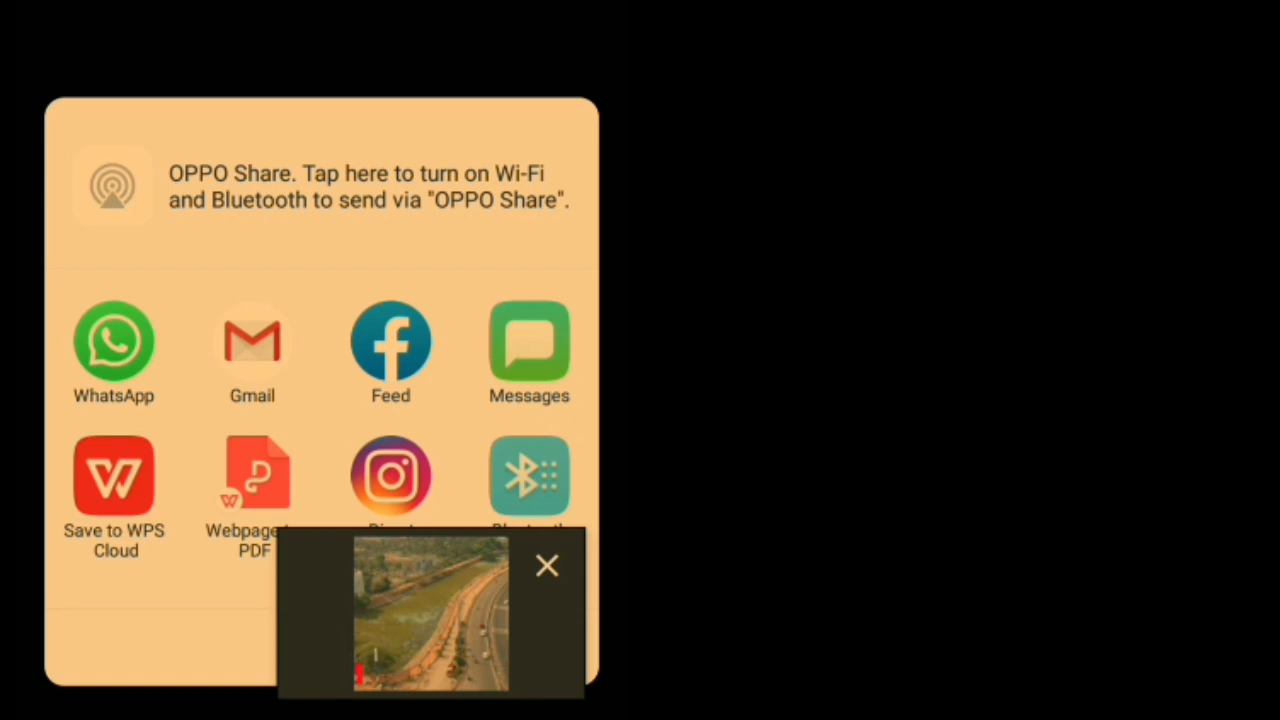 OPPO Share. Tap here to turn on Wi-Fi
and Bluetooth to send via "OPPO Share".
WhatsApp
Gmail
Feed
Messages
Save to WPS
Cloud
Webpage
PDF